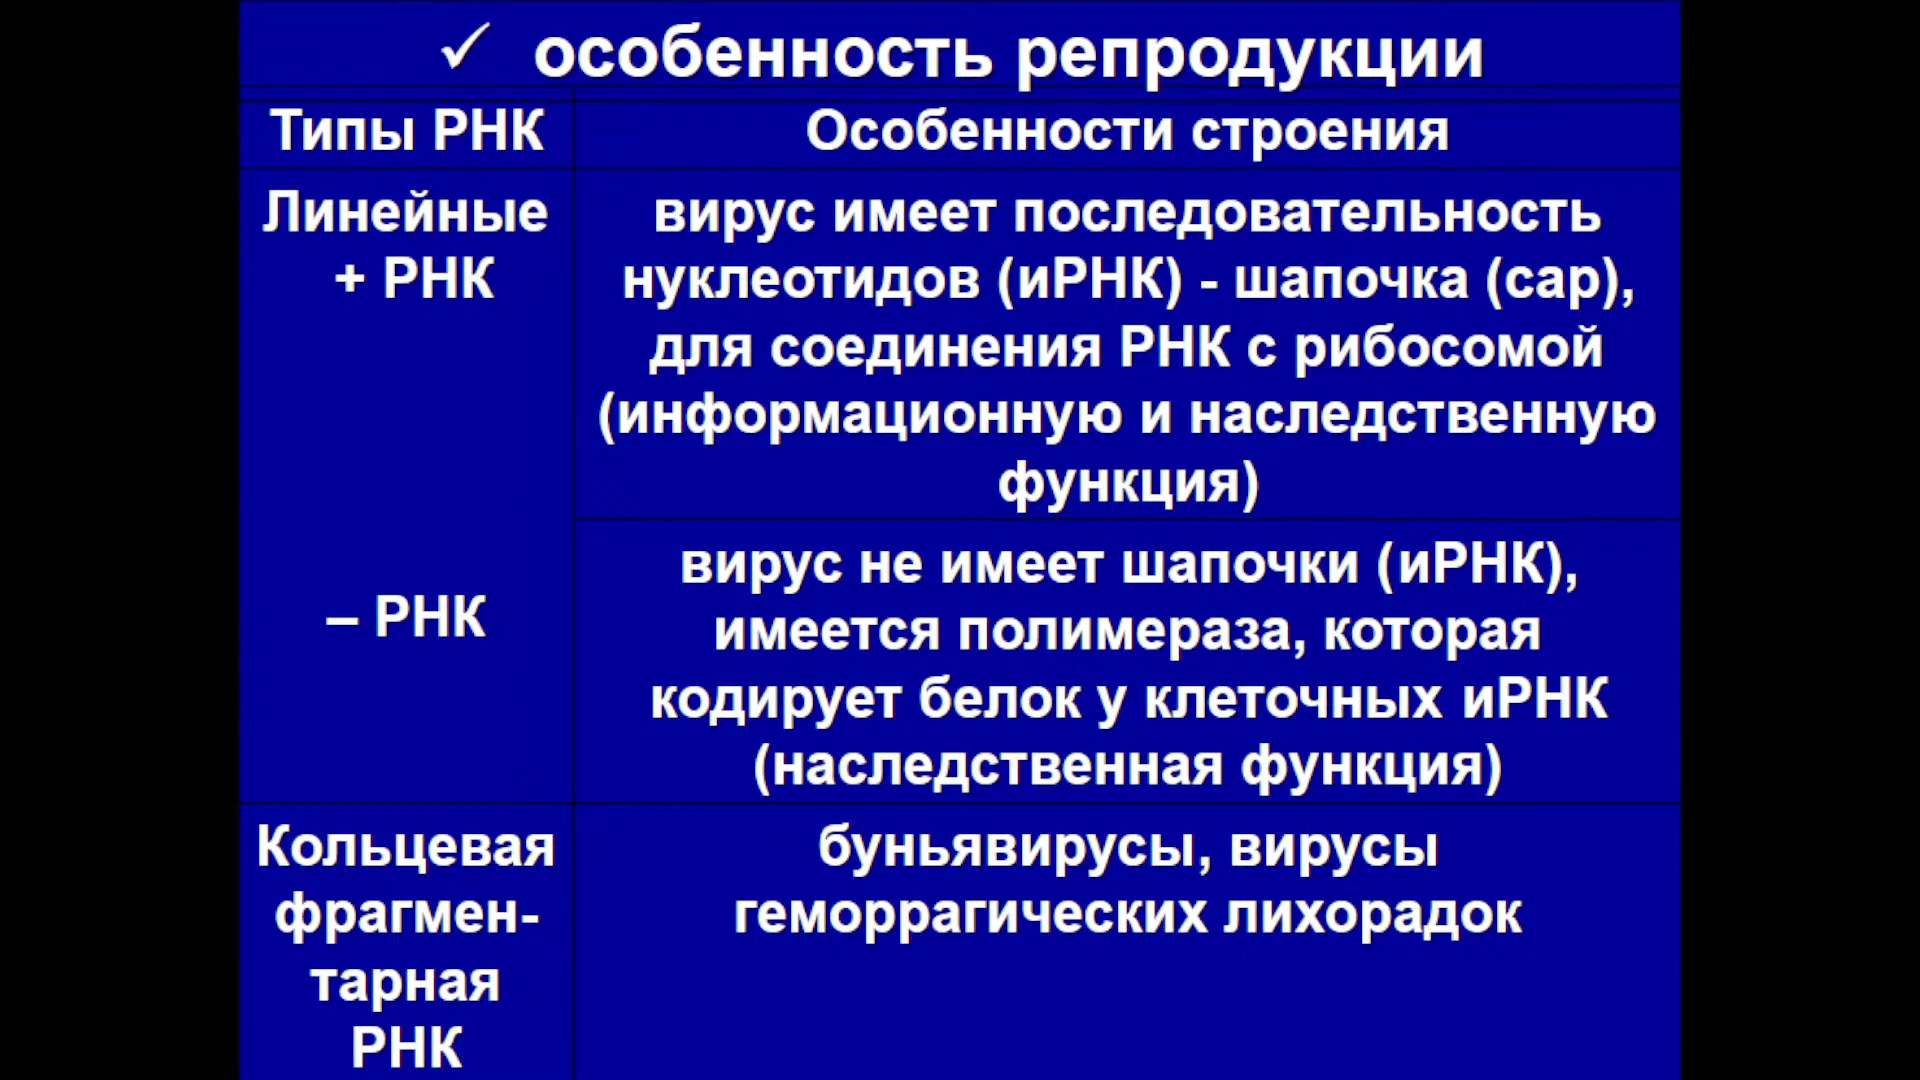 ✓ особенность репродукции
Типы РНК
Особенности строения
Линейные
+ РНК
вирус имеет последовательность
нуклеотидов (иРНК) - шапочка (cap),
для соединения РНК с рибосомой
(информационную и наследственную
функция)
– РНК
вирус не имеет шапочки (иРНК),
имеется полимераза, которая
кодирует белок у клеточных иРНК
(наследственная функция)
Кольцевая
фрагмен-
тарная
РНК
буньявирусы, вирусы
геморрагических лихорадок